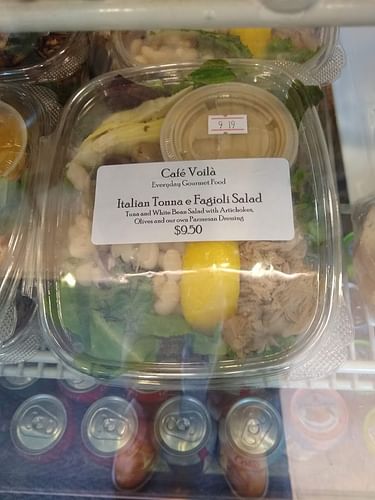 9 19
Café Voilà
Everyday Gourmet Food
Italian Tonna e Fagioli Salad
Tuna and White Bean Salad with Artichokes,
Olives and our own Parmesan Dressing
$9.50